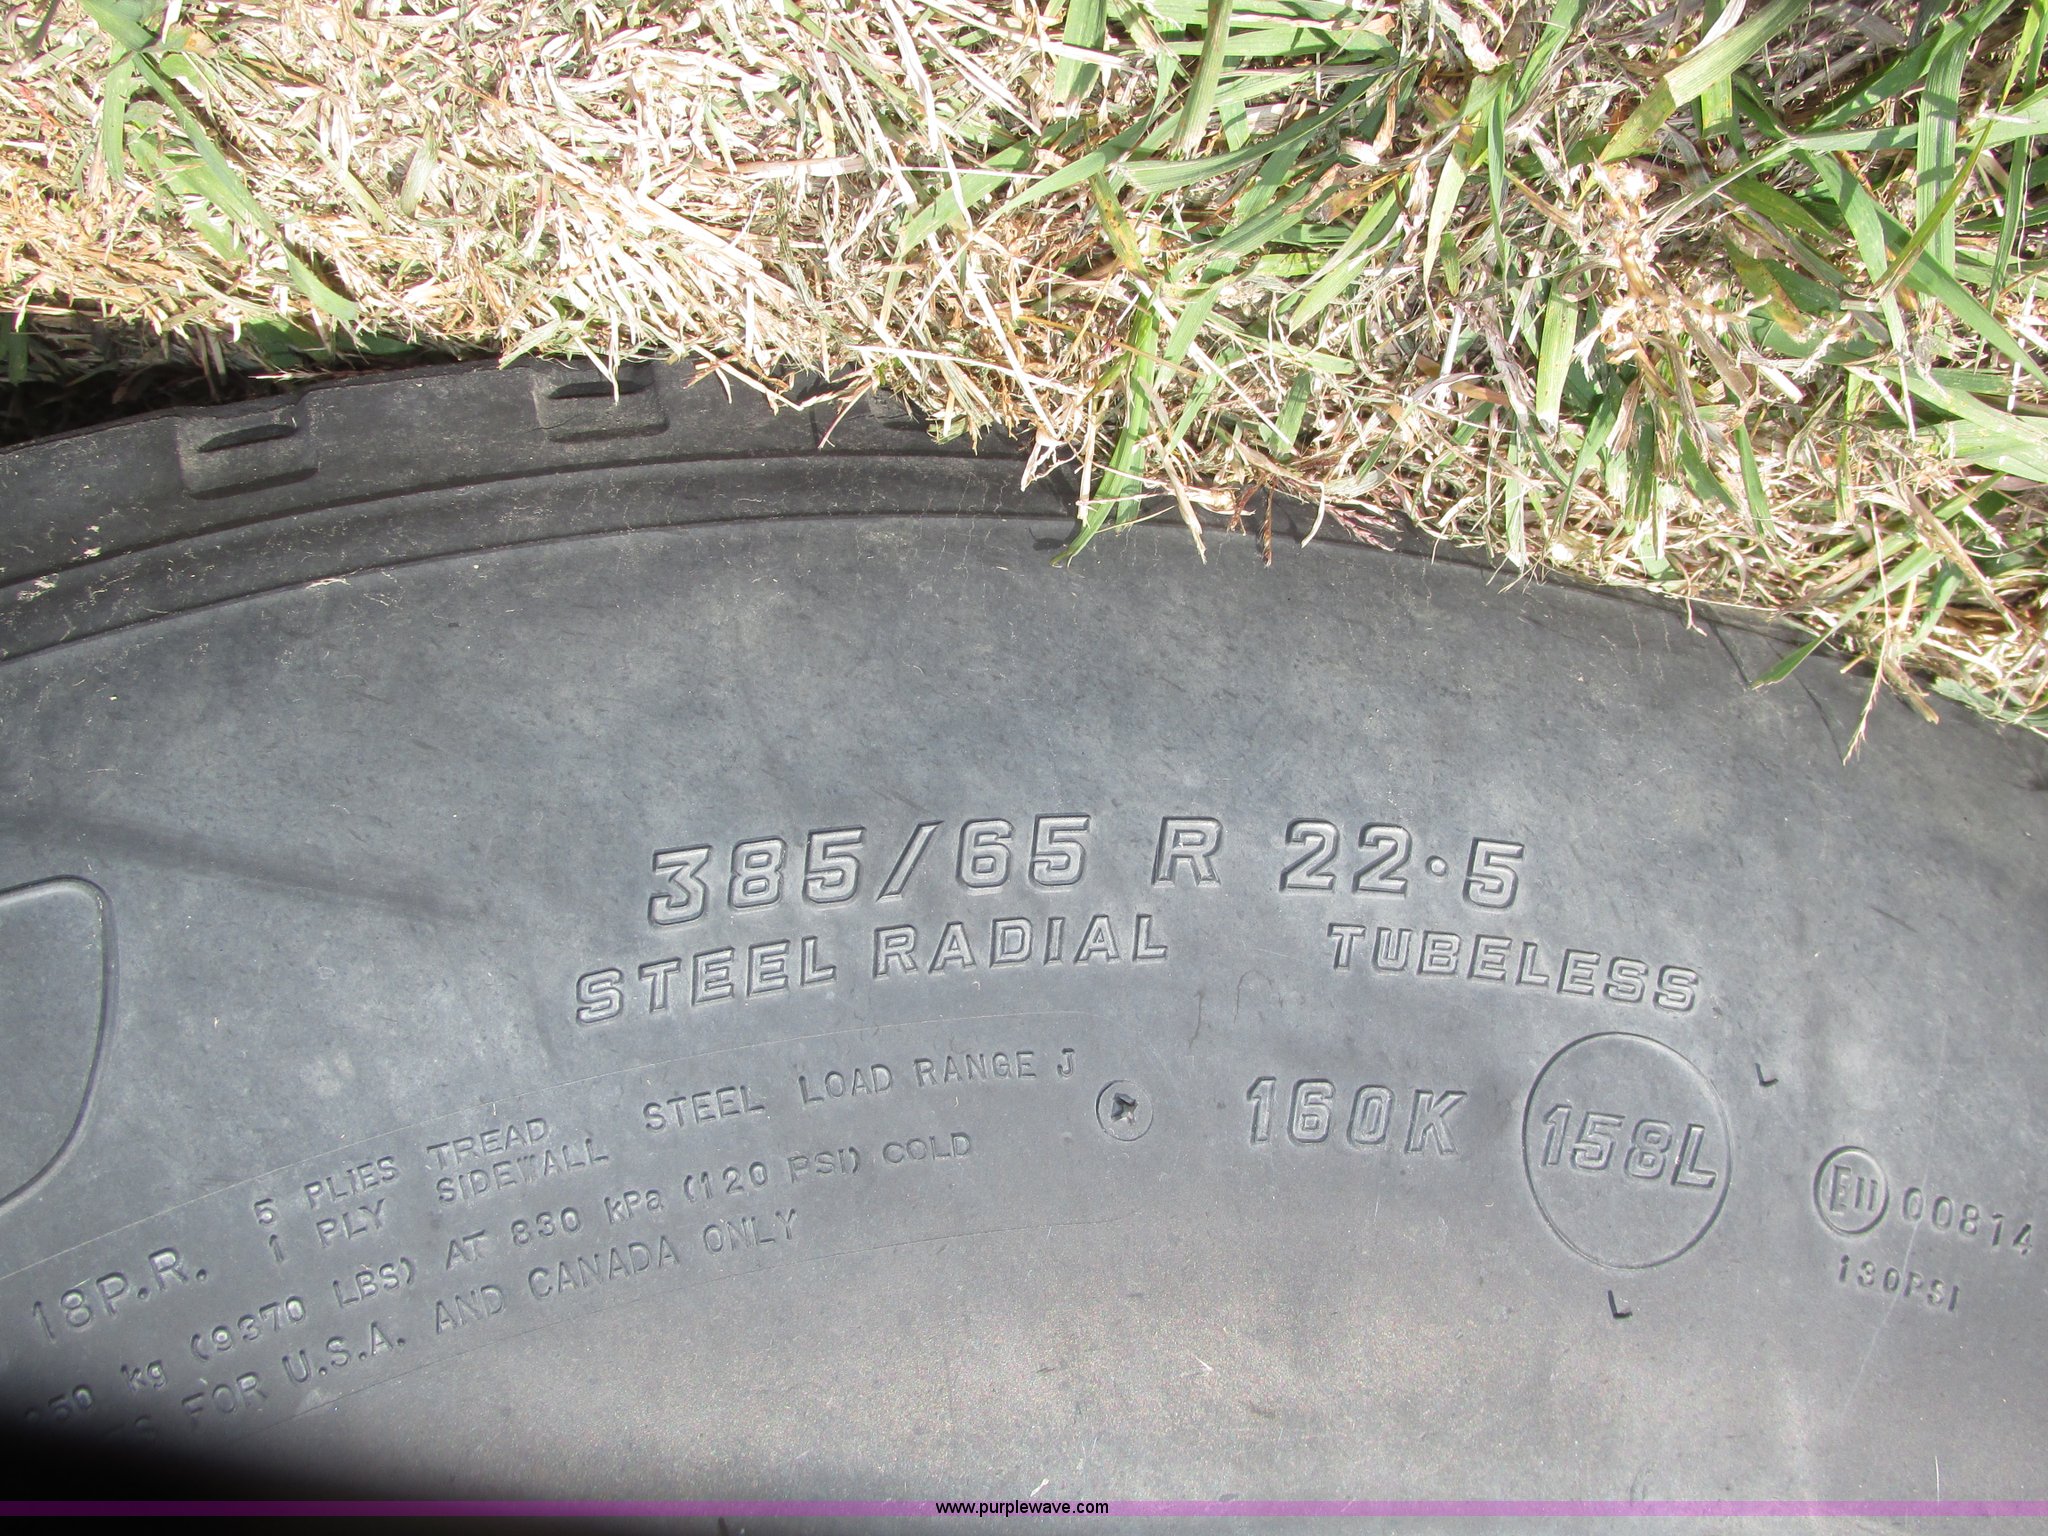 385/65 R 22.5
STEEL RADIAL TUBELESS
5 PLIES TREAD STEEL LOAD RANGE J
1 PLY SIDEWALL
160K 158L
18P.R.
E11 00814
130PSI
kg (9370 LBS) AT 830 kPa (120 PSI) COLD
FOR U.S.A. AND CANADA ONLY
www.purplewave.com